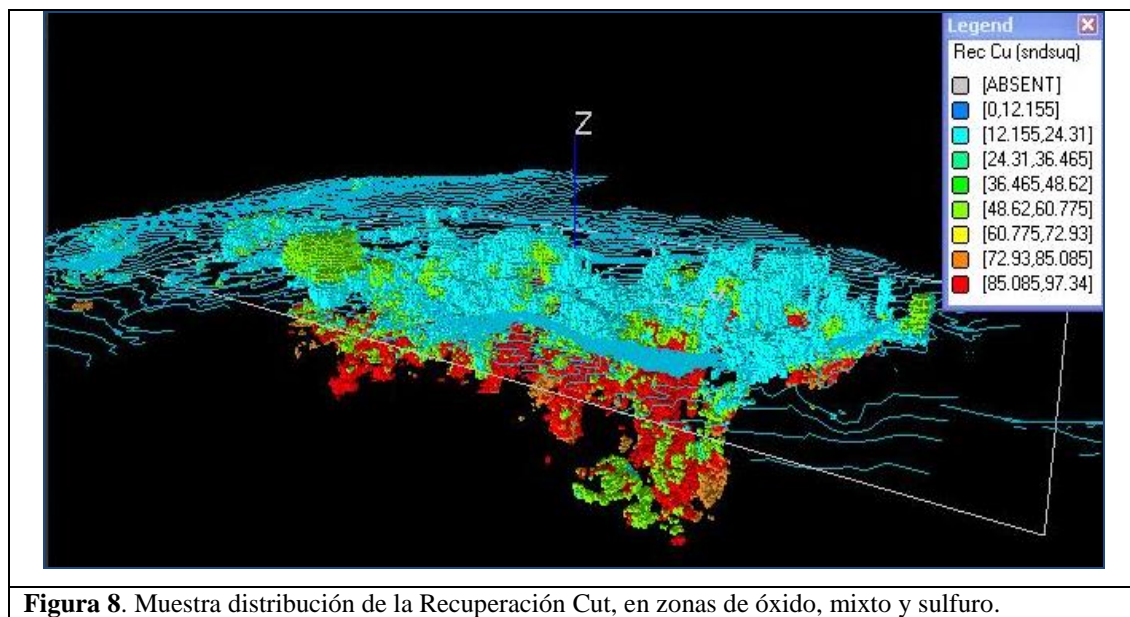 Legend
Rec Cu (sndsuq)
[ABSENT]
[0,12.155]
[12.155,24.31]
[24.31,36.465]
[36.465,48.62]
[48.62,60.775]
[60.775,72.93]
[72.93,85.085]
[85.085,97.34]
Z
Figura 8. Muestra distribución de la Recuperación Cut, en zonas de óxido, mixto y sulfuro.